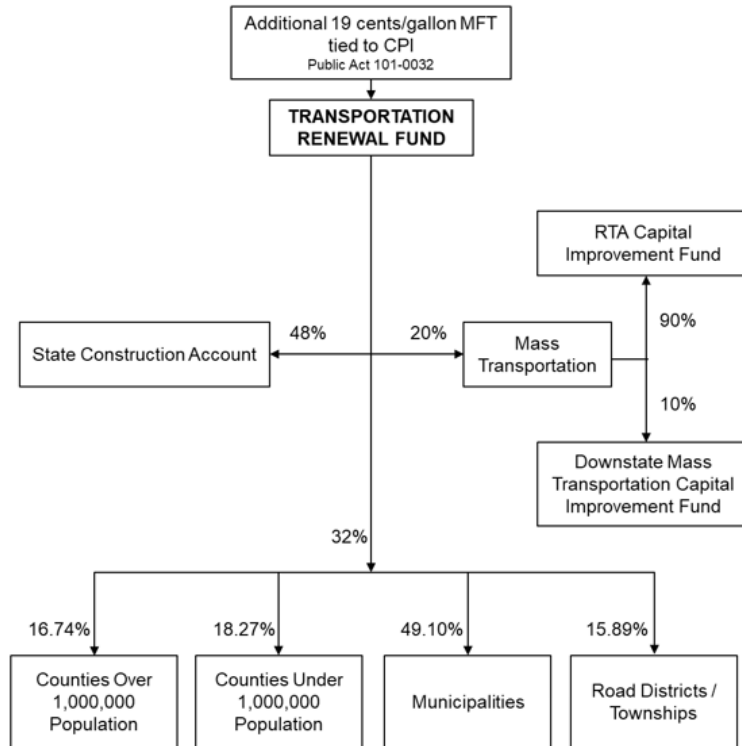 Additional 19 cents/gallon MFT
tied to CPI
Public Act 101-0032
TRANSPORTATION
RENEWAL FUND
RTA Capital
Improvement Fund
90%
State Construction Account
48%
20%
Mass
Transportation
10%
Downstate Mass
Transportation Capital
Improvement Fund
32%
16.74%
18.27%
49.10%
15.89%
Counties Over
1,000,000
Population
Counties Under
1,000,000
Population
Municipalities
Road Districts /
Townships